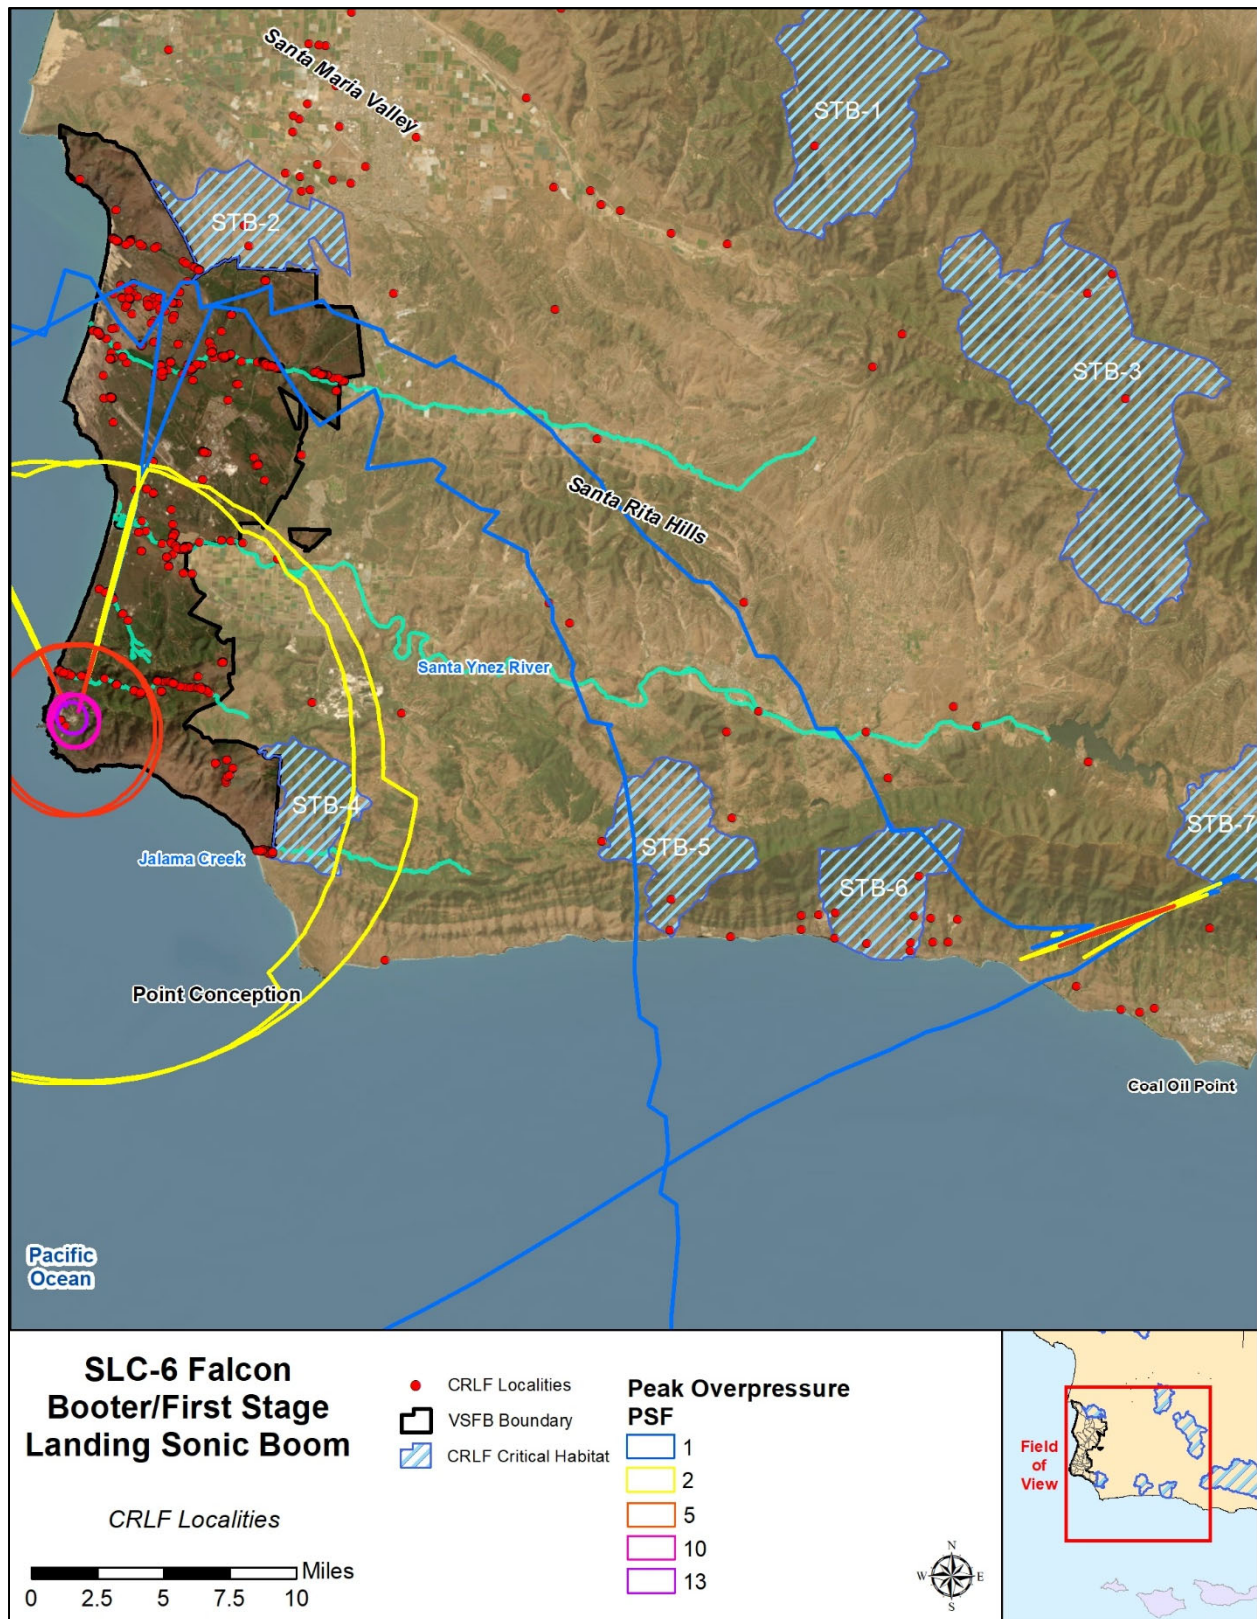 Santa Maria Valley
STB-1
STB-2
STB-3
Santa Rita Hills
Santa Ynez River
STB-4
STB-5
STB-6
STB-7
Jalama Creek
Point Conception
Coal Oil Point
Pacific
Ocean
SLC-6 Falcon
Booter/First Stage
Landing Sonic Boom
CRLF Localities
0 2.5 5 7.5 10 Miles
CRLF Localities
VSFB Boundary
CRLF Critical Habitat
Peak Overpressure
PSF
1
2
5
10
13
N
W E
S
Field
of
View